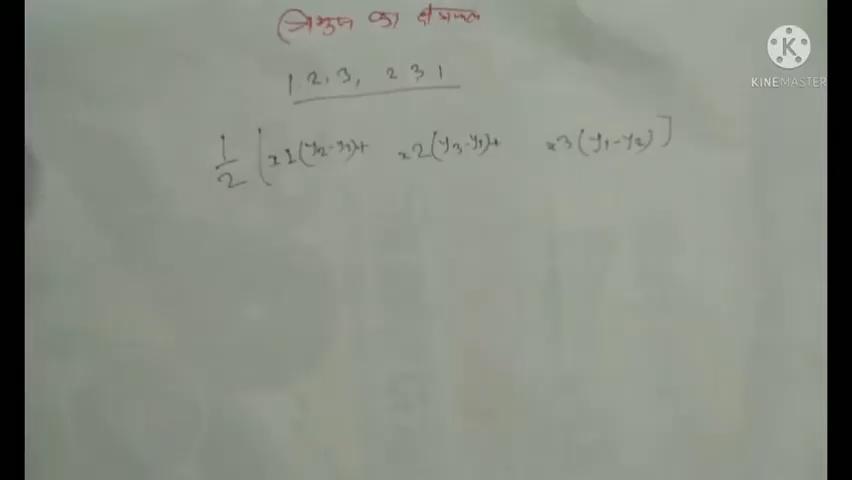 त्रिभुज का क्षेत्रफल
1 2, 3, 2 3 1
1/2 [x1(y2-y3)+ x2(y3-y1)+ x3(y1-y2)]
K
KINEMASTER